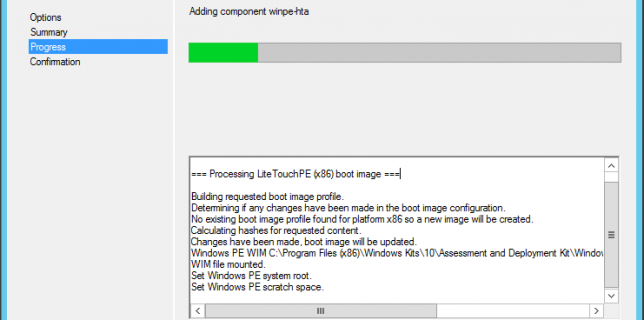 Options
Summary
Progress
Confirmation
Adding component winpe-hta
=== Processing LiteTouchPE (x86) boot image ===
Building requested boot image profile.
Determining if any changes have been made in the boot image configuration.
No existing boot image profile found for platform x86 so a new image will be created.
Calculating hashes for requested content.
Changes have been made, boot image will be updated.
Windows PE WIM C:\Program Files (x86)\Windows Kits\10\Assessment and Deployment Kit\Windov
WIM file mounted.
Set Windows PE system root.
Set Windows PE scratch space.